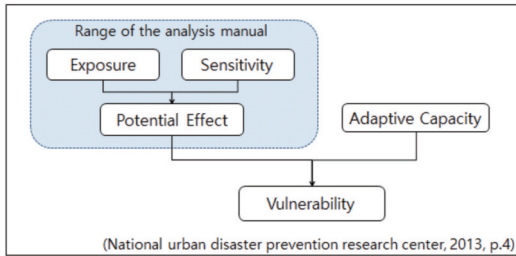 Range of the analysis manual
Exposure
Sensitivity
Potential Effect
Adaptive Capacity
Vulnerability
(National urban disaster prevention research center, 2013, p.4)